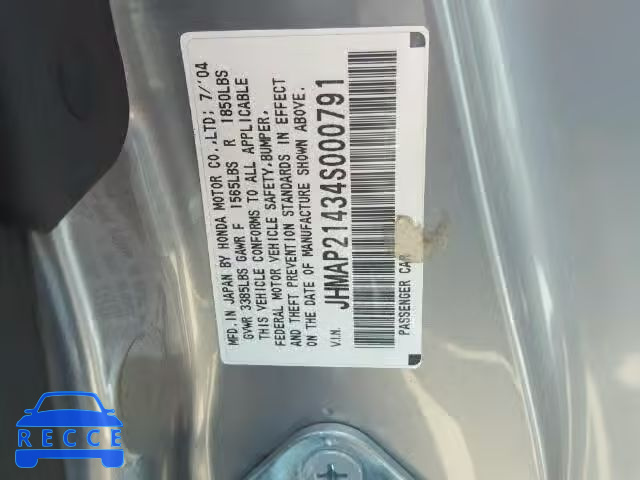 MFD. IN JAPAN BY HONDA MOTOR CO.,LTD; 7/'04
GVWR 3385LBS GAWR F 1565LBS R 1850LBS
THIS VEHICLE CONFORMS TO ALL APPLICABLE
FEDERAL MOTOR VEHICLE SAFETY,BUMPER,
AND THEFT PREVENTION STANDARDS IN EFFECT
ON THE DATE OF MANUFACTURE SHOWN ABOVE.
V.I.N. JHMAP21434S000791
PASSENGER CAR
RECCE